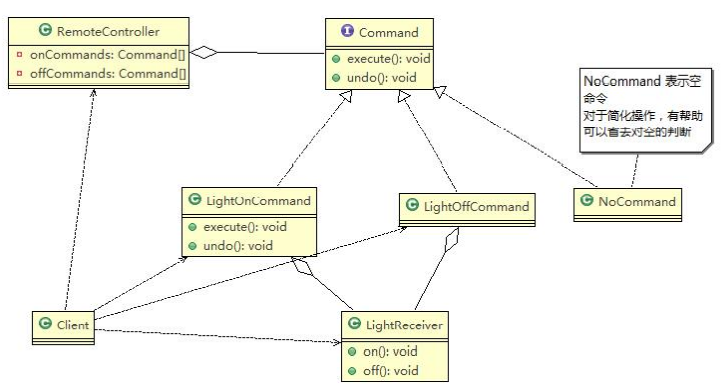 RemoteController
onCommands: Command[]
offCommands: Command[]
Command
execute(): void
undo(): void
NoCommand 表示空
命令
对于简化操作，有帮助
可以省去对空的判断
LightOnCommand
execute(): void
undo(): void
LightOffCommand
NoCommand
Client
LightReceiver
on(): void
off(): void